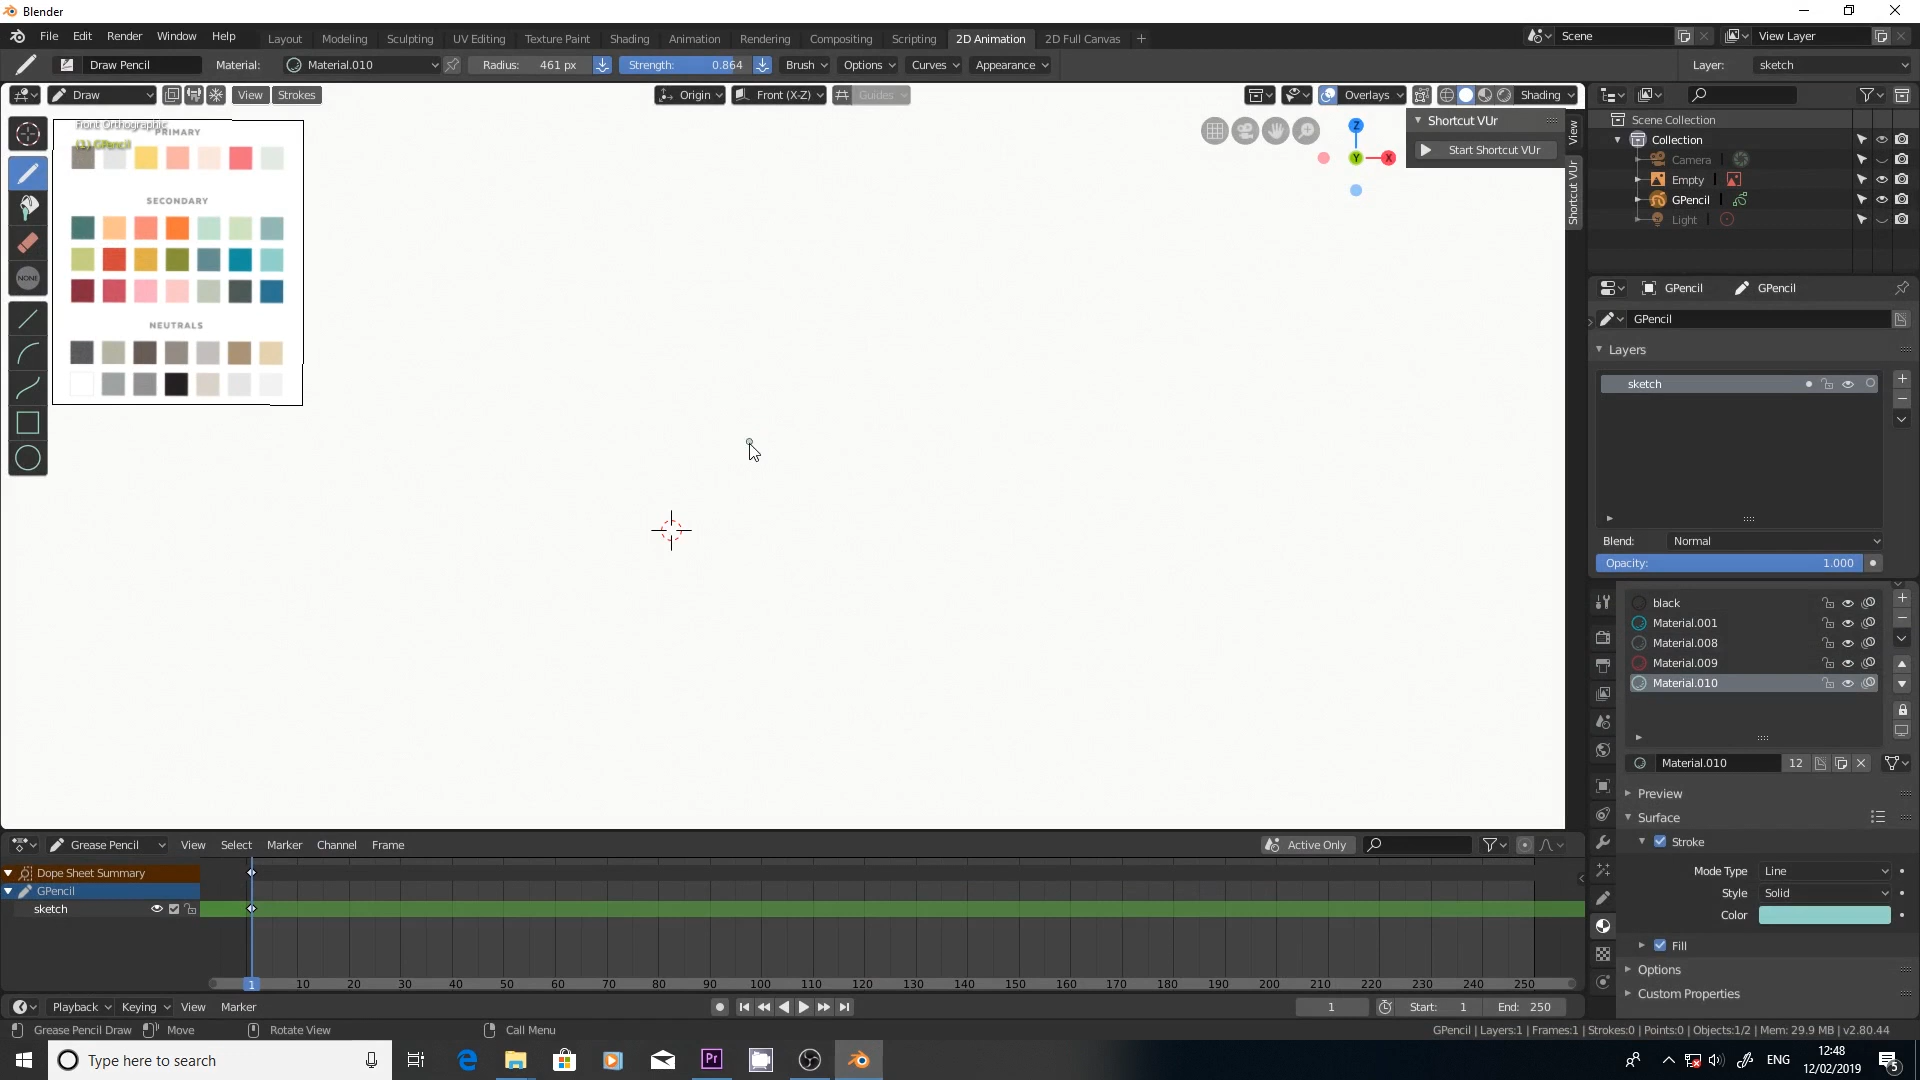 Blender
File Edit Render Window Help Layout Modeling Sculpting UV Editing Texture Paint Shading Animation Rendering Compositing Scripting 2D Animation 2D Full Canvas + Scene View Layer
Draw Pencil Material: Material.010 Radius: 461 px Strength: 0.864 Brush Options Curves Appearance Layer: sketch
Draw View Strokes Origin Front (X-Z) Guides Overlays Shading
Front Orthographic
(1) GPencil
PRIMARY
SECONDARY
NEUTRALS
NONE
Z
Y
X
Shortcut VUr
Start Shortcut VUr
View
Shortcut VUr
Scene Collection
Collection
Camera
Empty
GPencil
Light
GPencil GPencil
GPencil
Layers
sketch
Blend: Normal
Opacity: 1.000
black
Material.001
Material.008
Material.009
Material.010
Material.010 12
Preview
Surface
Stroke
Mode Type Line
Style Solid
Color
Fill
Options
Custom Properties
Grease Pencil View Select Marker Channel Frame Active Only
Dope Sheet Summary
GPencil
sketch
1 10 20 30 40 50 60 70 80 90 100 110 120 130 140 150 160 170 180 190 200 210 220 230 240 250
Playback Keying View Marker 1 Start: 1 End: 250
Grease Pencil Draw Move Rotate View Call Menu GPencil | Layers:1 | Frames:1 | Strokes:0 | Points:0 | Objects:1/2 | Mem: 29.9 MB | v2.80.44
Type here to search Pr ENG 12:48
12/02/2019 5